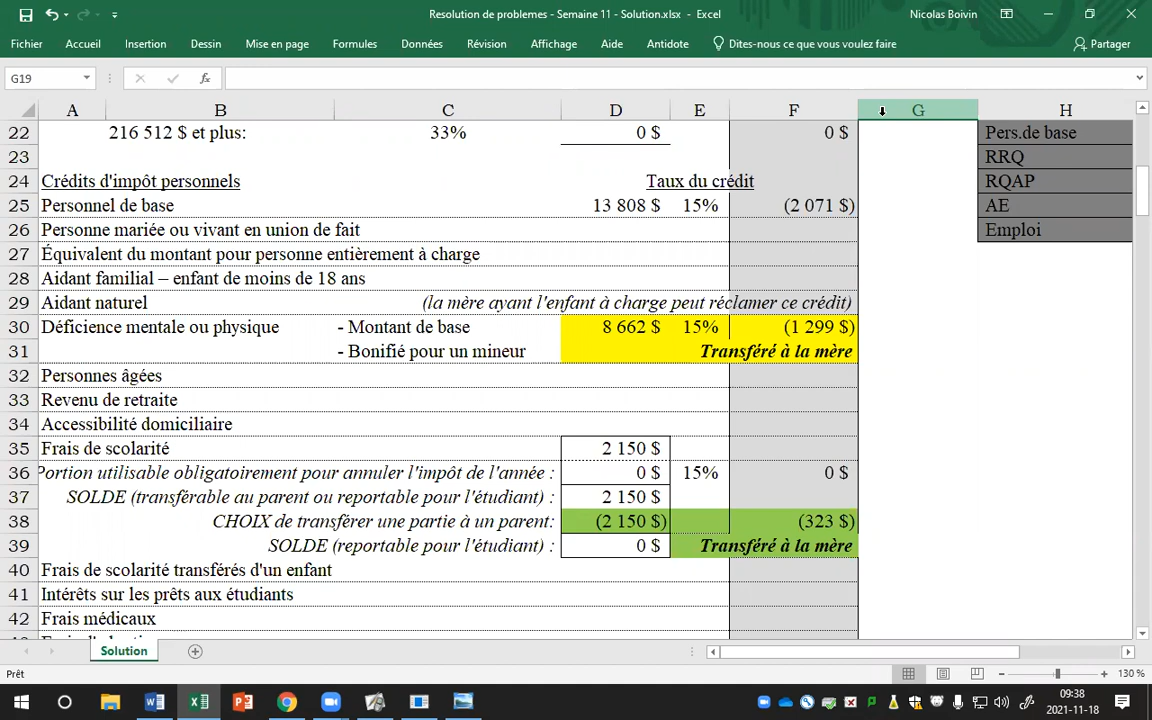 Resolution de problemes - Semaine 11 - Solution.xlsx - Excel
Nicolas Boivin
Fichier Accueil Insertion Dessin Mise en page Formules Données Révision Affichage Aide Antidote Dites-nous ce que vous voulez faire Partager
G19 fx
A B C D E F G H
22 216 512 $ et plus: 33% 0 $ 0 $ Pers.de base
23 RRQ
24 Crédits d'impôt personnels Taux du crédit RQAP
25 Personnel de base 13 808 $ 15% (2 071 $) AE
26 Personne mariée ou vivant en union de fait Emploi
27 Équivalent du montant pour personne entièrement à charge
28 Aidant familial – enfant de moins de 18 ans
29 Aidant naturel (la mère ayant l'enfant à charge peut réclamer ce crédit)
30 Déficience mentale ou physique - Montant de base 8 662 $ 15% (1 299 $)
31 - Bonifié pour un mineur Transféré à la mère
32 Personnes âgées
33 Revenu de retraite
34 Accessibilité domiciliaire
35 Frais de scolarité 2 150 $
36 ortion utilisable obligatoirement pour annuler l'impôt de l'année : 0 $ 15% 0 $
37 SOLDE (transférable au parent ou reportable pour l'étudiant) : 2 150 $
38 CHOIX de transférer une partie à un parent: (2 150 $) (323 $)
39 SOLDE (reportable pour l'étudiant) : 0 $ Transféré à la mère
40 Frais de scolarité transférés d'un enfant
41 Intérêts sur les prêts aux étudiants
42 Frais médicaux
Solution
Prêt 130 %
09:38
2021-11-18